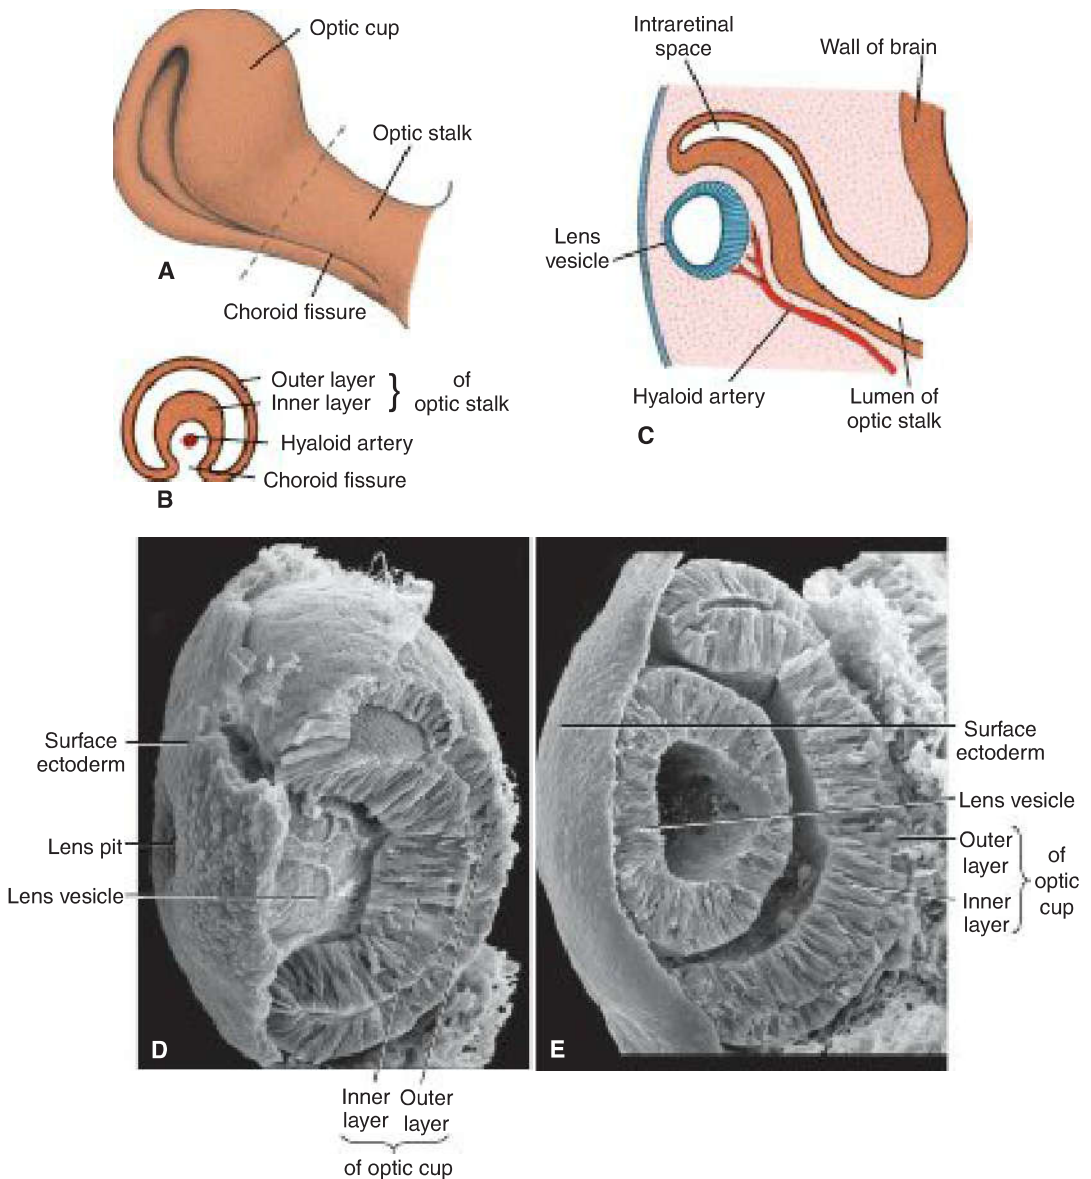 Optic cup
Optic stalk
A
Choroid fissure
Outer layer
Inner layer
} of
optic stalk
Hyaloid artery
Choroid fissure
B
Intraretinal
space
Wall of brain
Lens
vesicle
Hyaloid artery
Lumen of
optic stalk
C
Surface
ectoderm
Lens pit
Lens vesicle
D
Inner
layer
Outer
layer
of optic cup
E
Surface
ectoderm
Lens vesicle
Outer
layer
Inner
layer
of
optic
cup